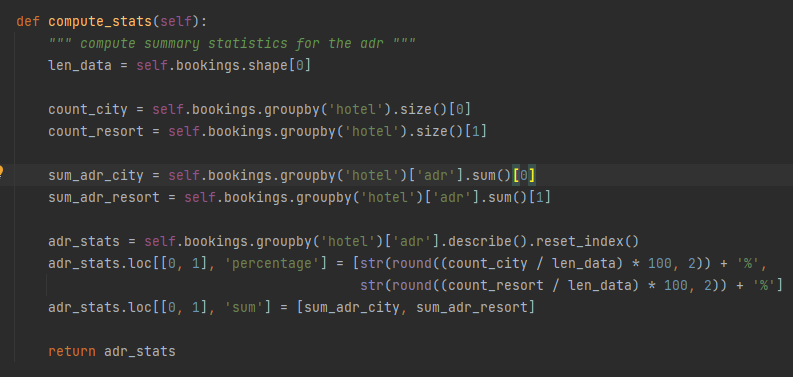 def compute_stats(self):
    """ compute summary statistics for the adr """
    len_data = self.bookings.shape[0]

    count_city = self.bookings.groupby('hotel').size()[0]
    count_resort = self.bookings.groupby('hotel').size()[1]

    sum_adr_city = self.bookings.groupby('hotel')['adr'].sum()[0]
    sum_adr_resort = self.bookings.groupby('hotel')['adr'].sum()[1]

    adr_stats = self.bookings.groupby('hotel')['adr'].describe().reset_index()
    adr_stats.loc[[0, 1], 'percentage'] = [str(round((count_city / len_data) * 100, 2)) + '%',
                                           str(round((count_resort / len_data) * 100, 2)) + '%']
    adr_stats.loc[[0, 1], 'sum'] = [sum_adr_city, sum_adr_resort]

    return adr_stats